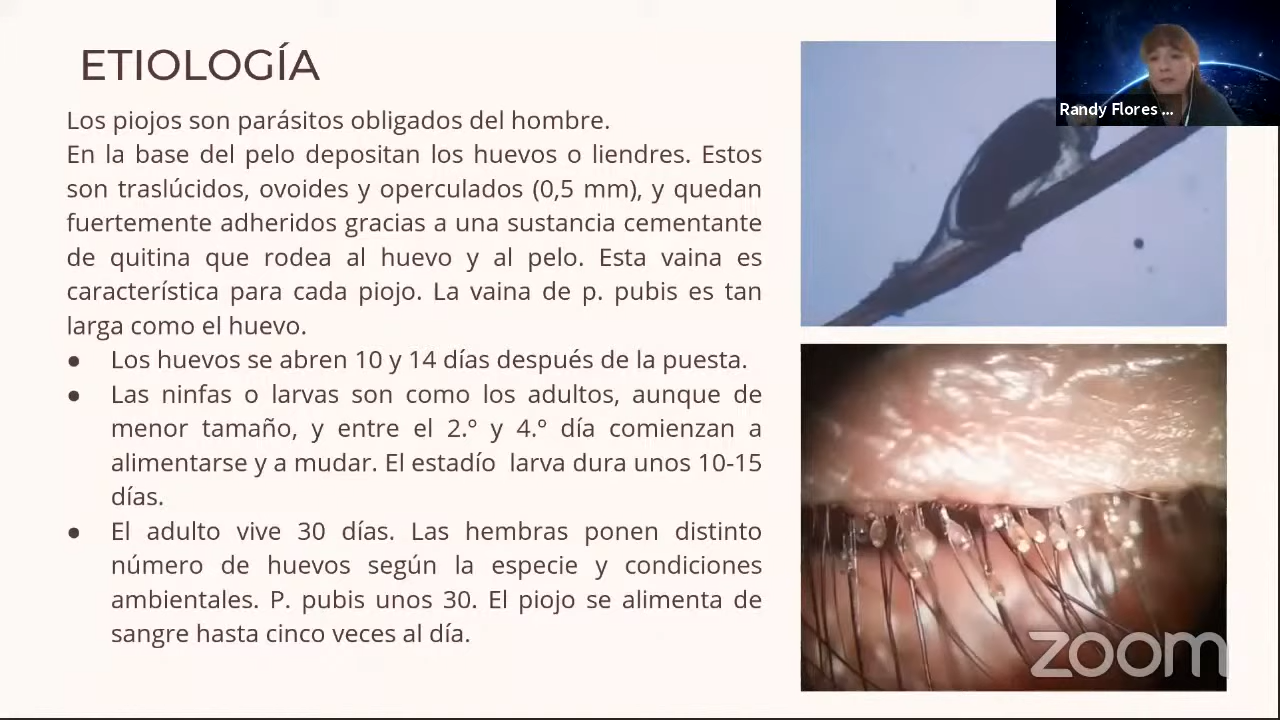 ETIOLOGÍA
Los piojos son parásitos obligados del hombre.
En la base del pelo depositan los huevos o liendres. Estos
son traslúcidos, ovoides y operculados (0,5 mm), y quedan
fuertemente adheridos gracias a una sustancia cementante
de quitina que rodea al huevo y al pelo. Esta vaina es
característica para cada piojo. La vaina de p. pubis es tan
larga como el huevo.
● Los huevos se abren 10 y 14 días después de la puesta.
● Las ninfas o larvas son como los adultos, aunque de
menor tamaño, y entre el 2.º y 4.º día comienzan a
alimentarse y a mudar. El estadío larva dura unos 10-15
días.
● El adulto vive 30 días. Las hembras ponen distinto
número de huevos según la especie y condiciones
ambientales. P. pubis unos 30. El piojo se alimenta de
sangre hasta cinco veces al día.
Randy Flores ...
zoom